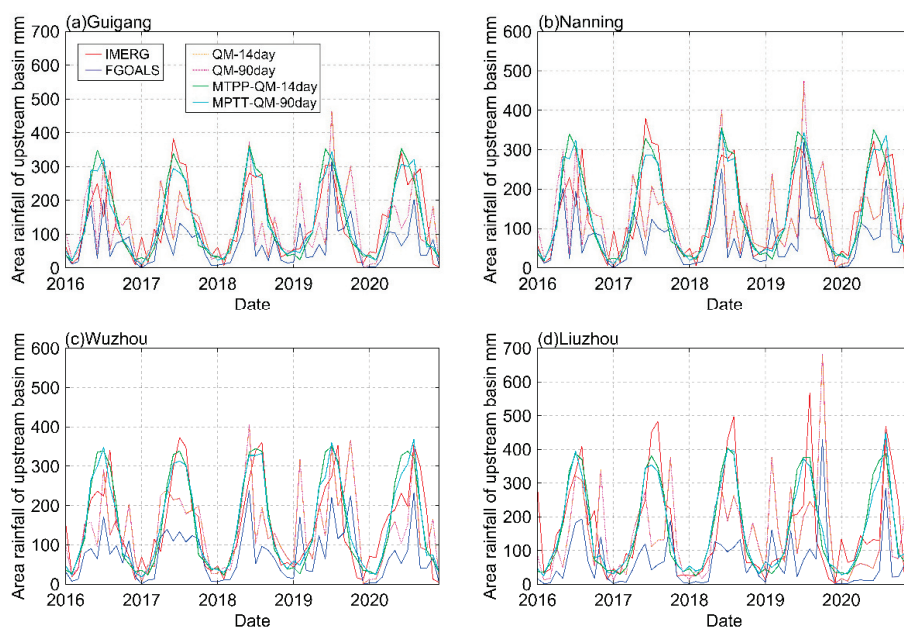 (a)Guigang
Area rainfall of upstream basin mm
700
600
500
400
300
200
100
0
IMERG
FGOALS
QM-14day
QM-90day
MTPP-QM-14day
MPTT-QM-90day
2016 2017 2018 2019 2020
Date
(b)Nanning
Area rainfall of upstream basin mm
600
500
400
300
200
100
0
2016 2017 2018 2019 2020
Date
(c)Wuzhou
Area rainfall of upstream basin mm
600
500
400
300
200
100
0
2016 2017 2018 2019 2020
Date
(d)Liuzhou
Area rainfall of upstream basin mm
700
600
500
400
300
200
100
0
2016 2017 2018 2019 2020
Date